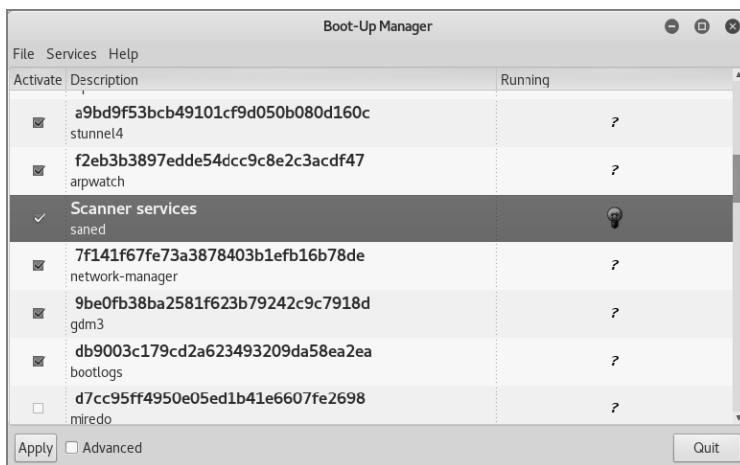 Boot-Up Manager
File Services Help
Activate Description Running
a9bd9f53bcb49101cf9d050b080d160c
stunnel4
?
f2eb3b3897edde54dcc9c8e2c3acdf47
arpwatch
?
Scanner services
saned
7f141f67fe73a3878403b1efb16b78de
network-manager
?
9be0fb38ba2581f623b79242c9c7918d
gdm3
?
db9003c179cd2a623493209da58ea2ea
bootlogs
?
d7cc95ff4950e05ed1b41e6607fe2698
miredo
?
Apply Advanced Quit